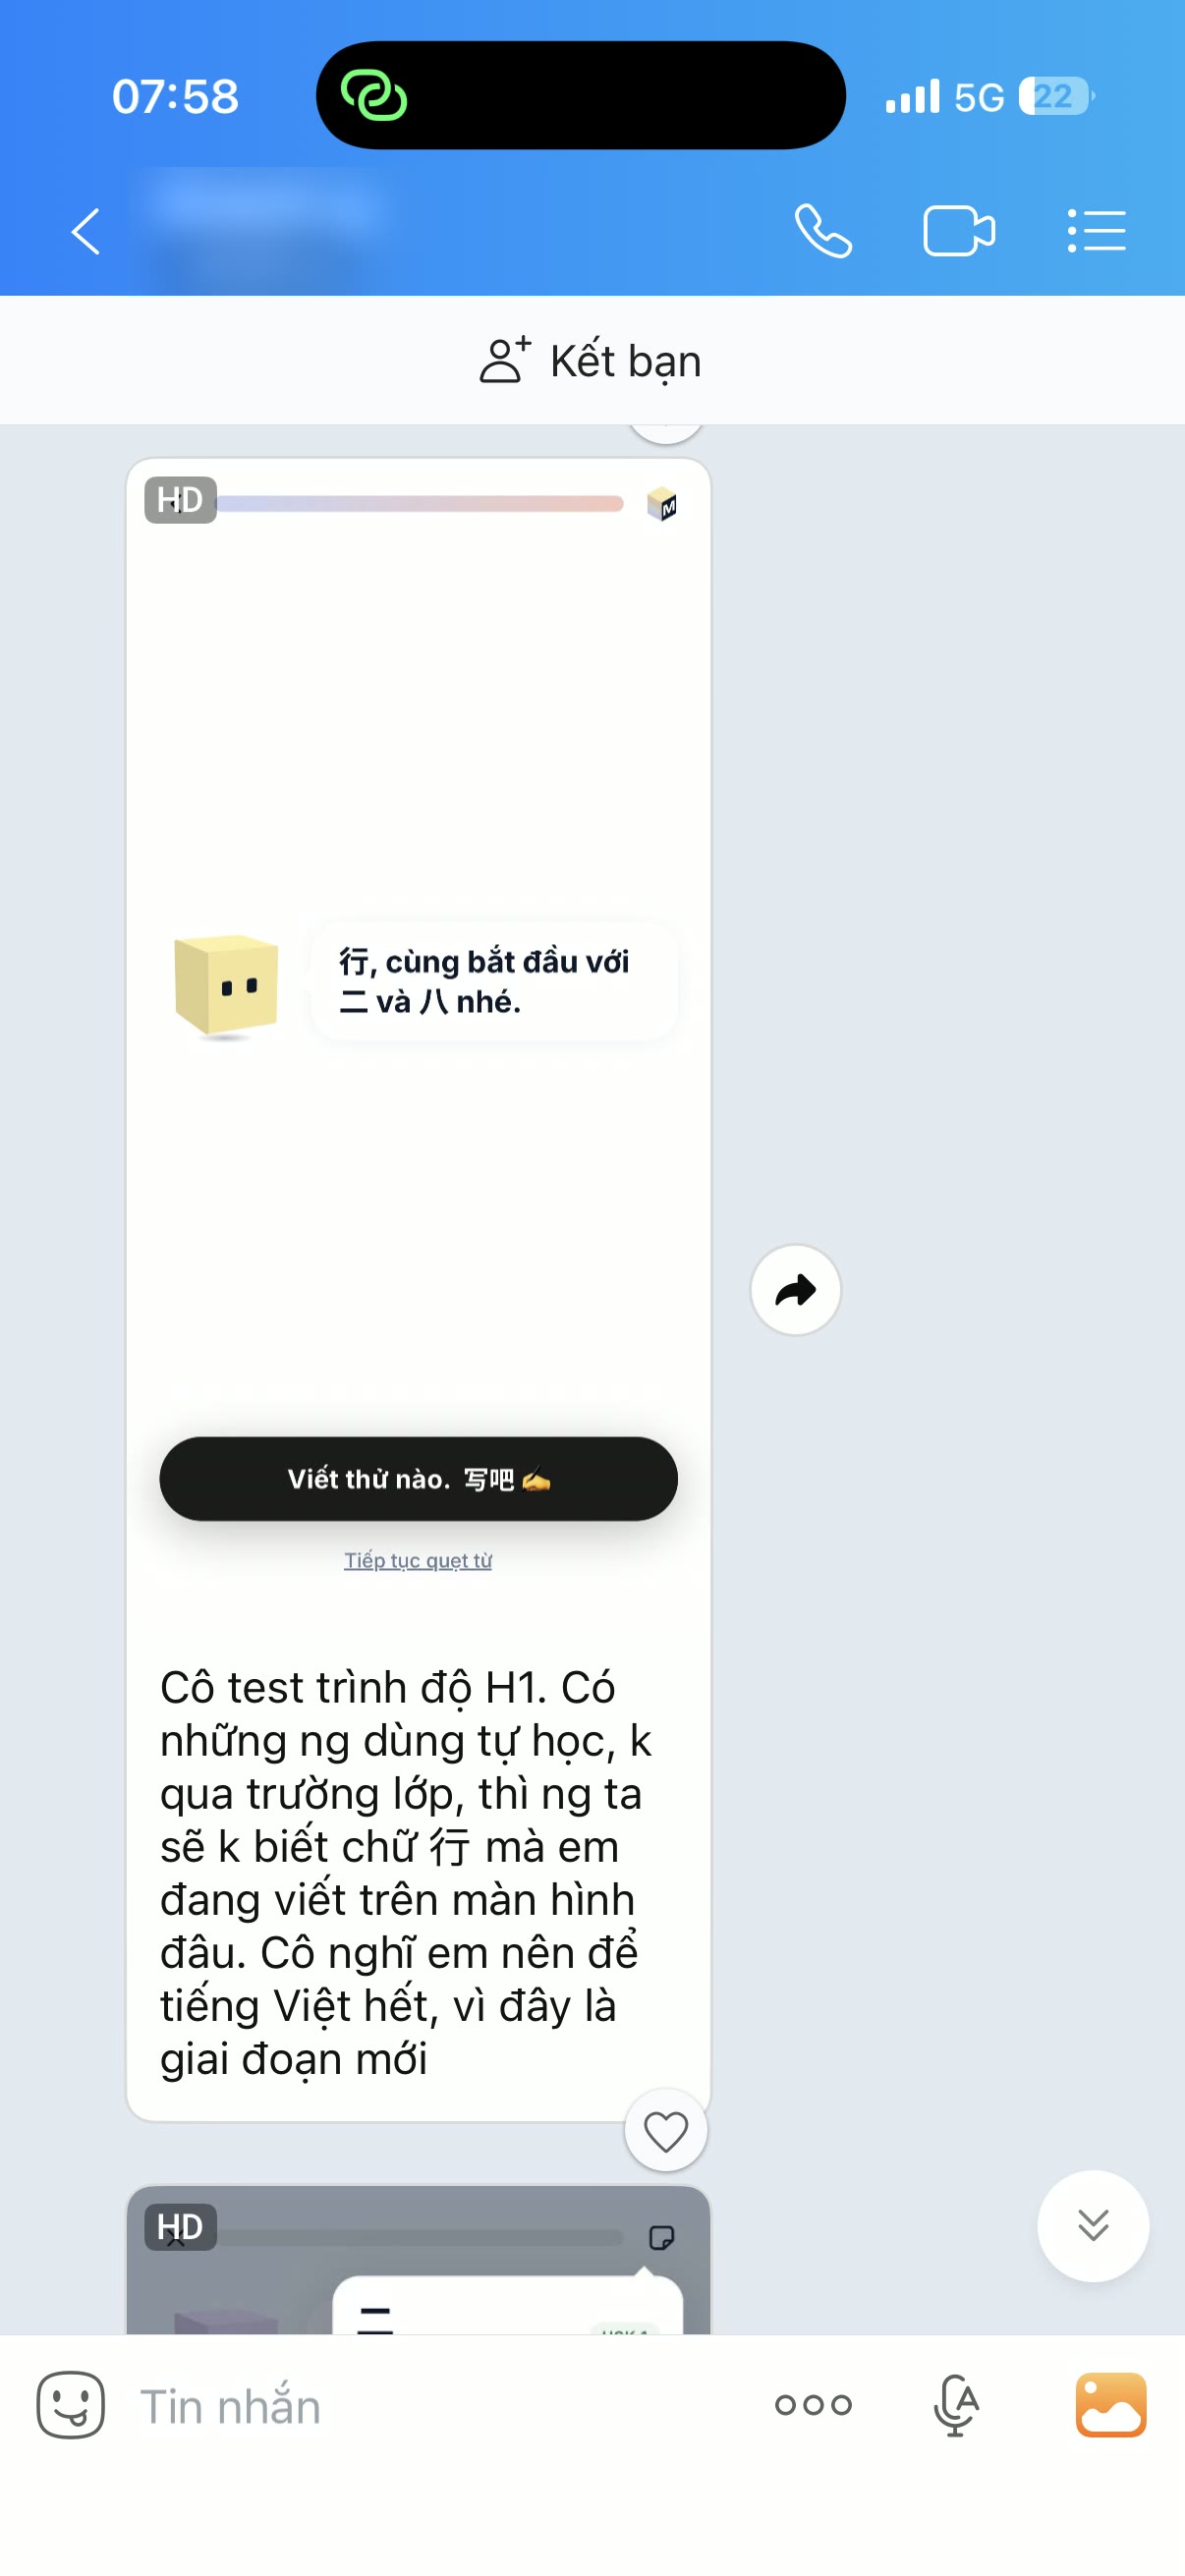 07:58
5G
22
Kết bạn
HD
M
行, cùng bắt đầu với
二 và 八 nhé.
Viết thử nào. 写吧 ✍️
Tiếp tục quẹt từ
Cô test trình độ H1. Có
những ng dùng tự học, k
qua trường lớp, thì ng ta
sẽ k biết chữ 行 mà em
đang viết trên màn hình
đâu. Cô nghĩ em nên để
tiếng Việt hết, vì đây là
giai đoạn mới
HD
二
HSK 1
Tin nhắn